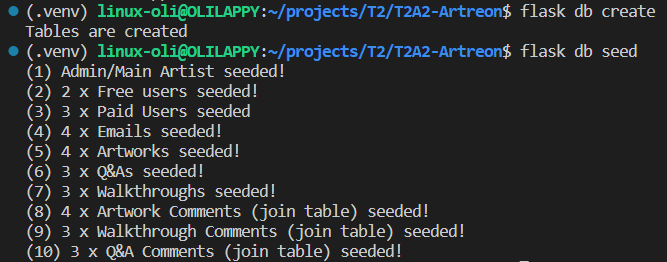 (.venv) linux-oli@OLILAPPY:~/projects/T2/T2A2-Artreon$ flask db create
Tables are created
(.venv) linux-oli@OLILAPPY:~/projects/T2/T2A2-Artreon$ flask db seed
(1) Admin/Main Artist seeded!
(2) 2 x Free users seeded!
(3) 3 x Paid Users seeded
(4) 4 x Emails seeded!
(5) 4 x Artworks seeded!
(6) 3 x Q&As seeded!
(7) 3 x Walkthroughs seeded!
(8) 4 x Artwork Comments (join table) seeded!
(9) 3 x Walkthrough Comments (join table) seeded!
(10) 3 x Q&A Comments (join table) seeded!